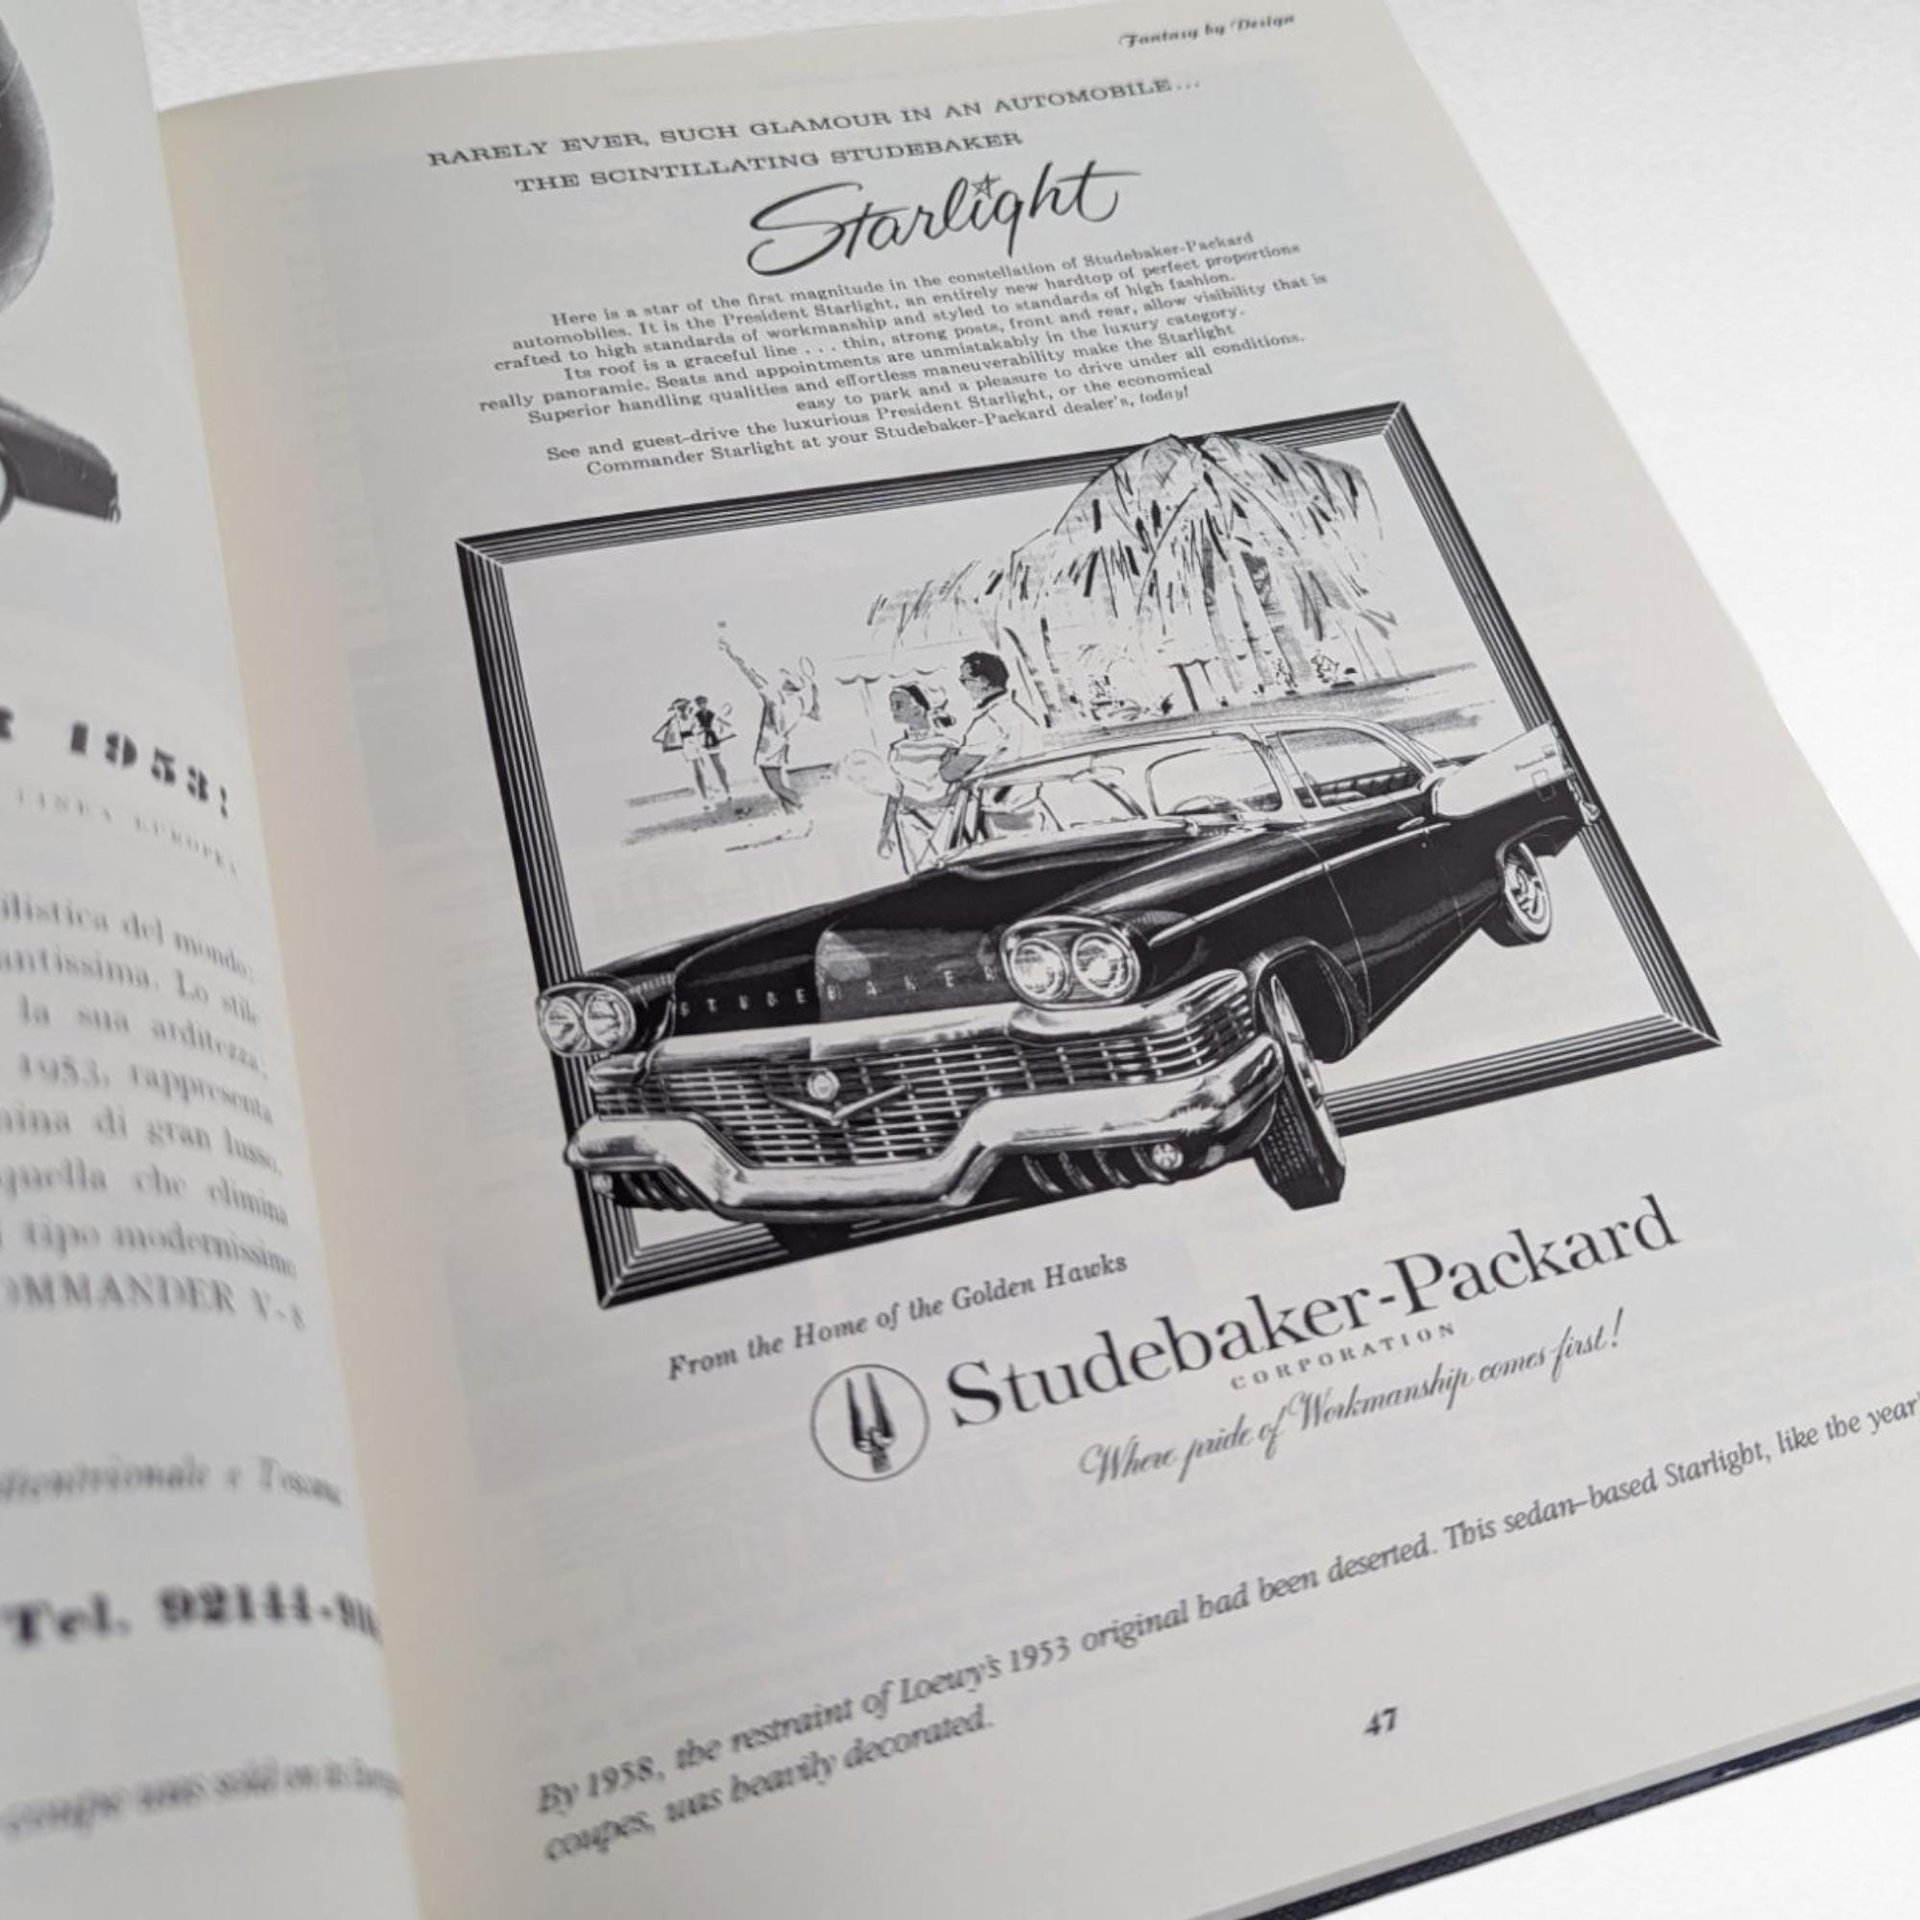 1953:
LINEA EUROPEA
del mondo.
Lo stile
la sua arditezza,
1953, rappresenta
di gran lusso.
quella che elimina
tipo modernissimo
COMMANDER V-8
e Toscana
Tel. 92144-
coupe was sold on its
Fantasy by Design
RARELY EVER, SUCH GLAMOUR IN AN AUTOMOBILE...
THE SCINTILLATING STUDEBAKER
Starlight
Here is a star of the first magnitude in the constellation of Studebaker-Packard
automobiles. It is the President Starlight, an entirely new hardtop of perfect proportions
crafted to high standards of workmanship and styled to standards of high fashion.
Its roof is a graceful line . . . thin, strong posts, front and rear, allow visibility that is
really panoramic. Seats and appointments are unmistakably in the luxury category.
Superior handling qualities and effortless maneuverability make the Starlight
easy to park and a pleasure to drive under all conditions.
See and guest-drive the luxurious President Starlight, or the economical
Commander Starlight at your Studebaker-Packard dealer's, today!
STUDEBAKER
From the Home of the Golden Hawks
Studebaker-Packard
CORPORATION
Where pride of Workmanship comes first!
By 1958, the restraint of Loewy's 1953 original had been deserted. This sedan-based Starlight, like the year's
coupes, was heavily decorated.
47